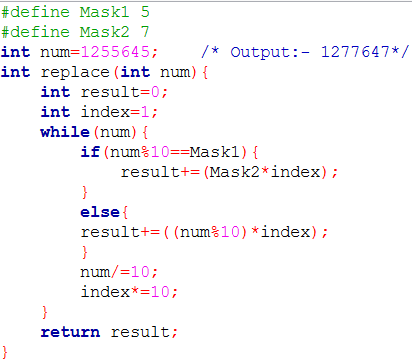 #define Mask1 5
#define Mask2 7
int num=1255645;     /* Output:- 1277647*/
int replace(int num){
    int result=0;
    int index=1;
    while(num){
        if(num%10==Mask1){
            result+=(Mask2*index);
        }
        else{
        result+=((num%10)*index);
        }
        num/=10;
        index*=10;
    }
    return result;
}